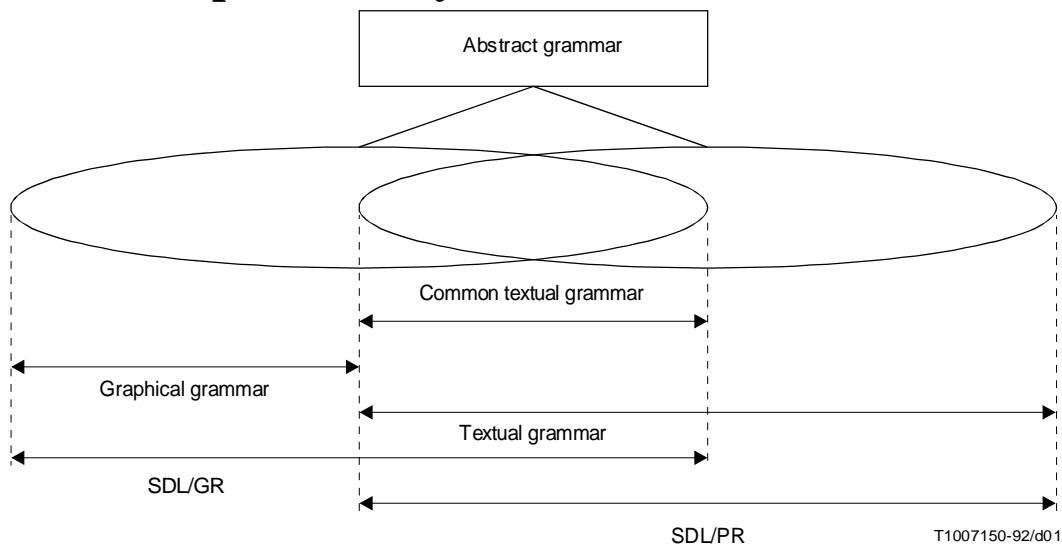 Abstract grammar
Common textual grammar
Graphical grammar
Textual grammar
SDL/GR
SDL/PR
T1007150-92/d01